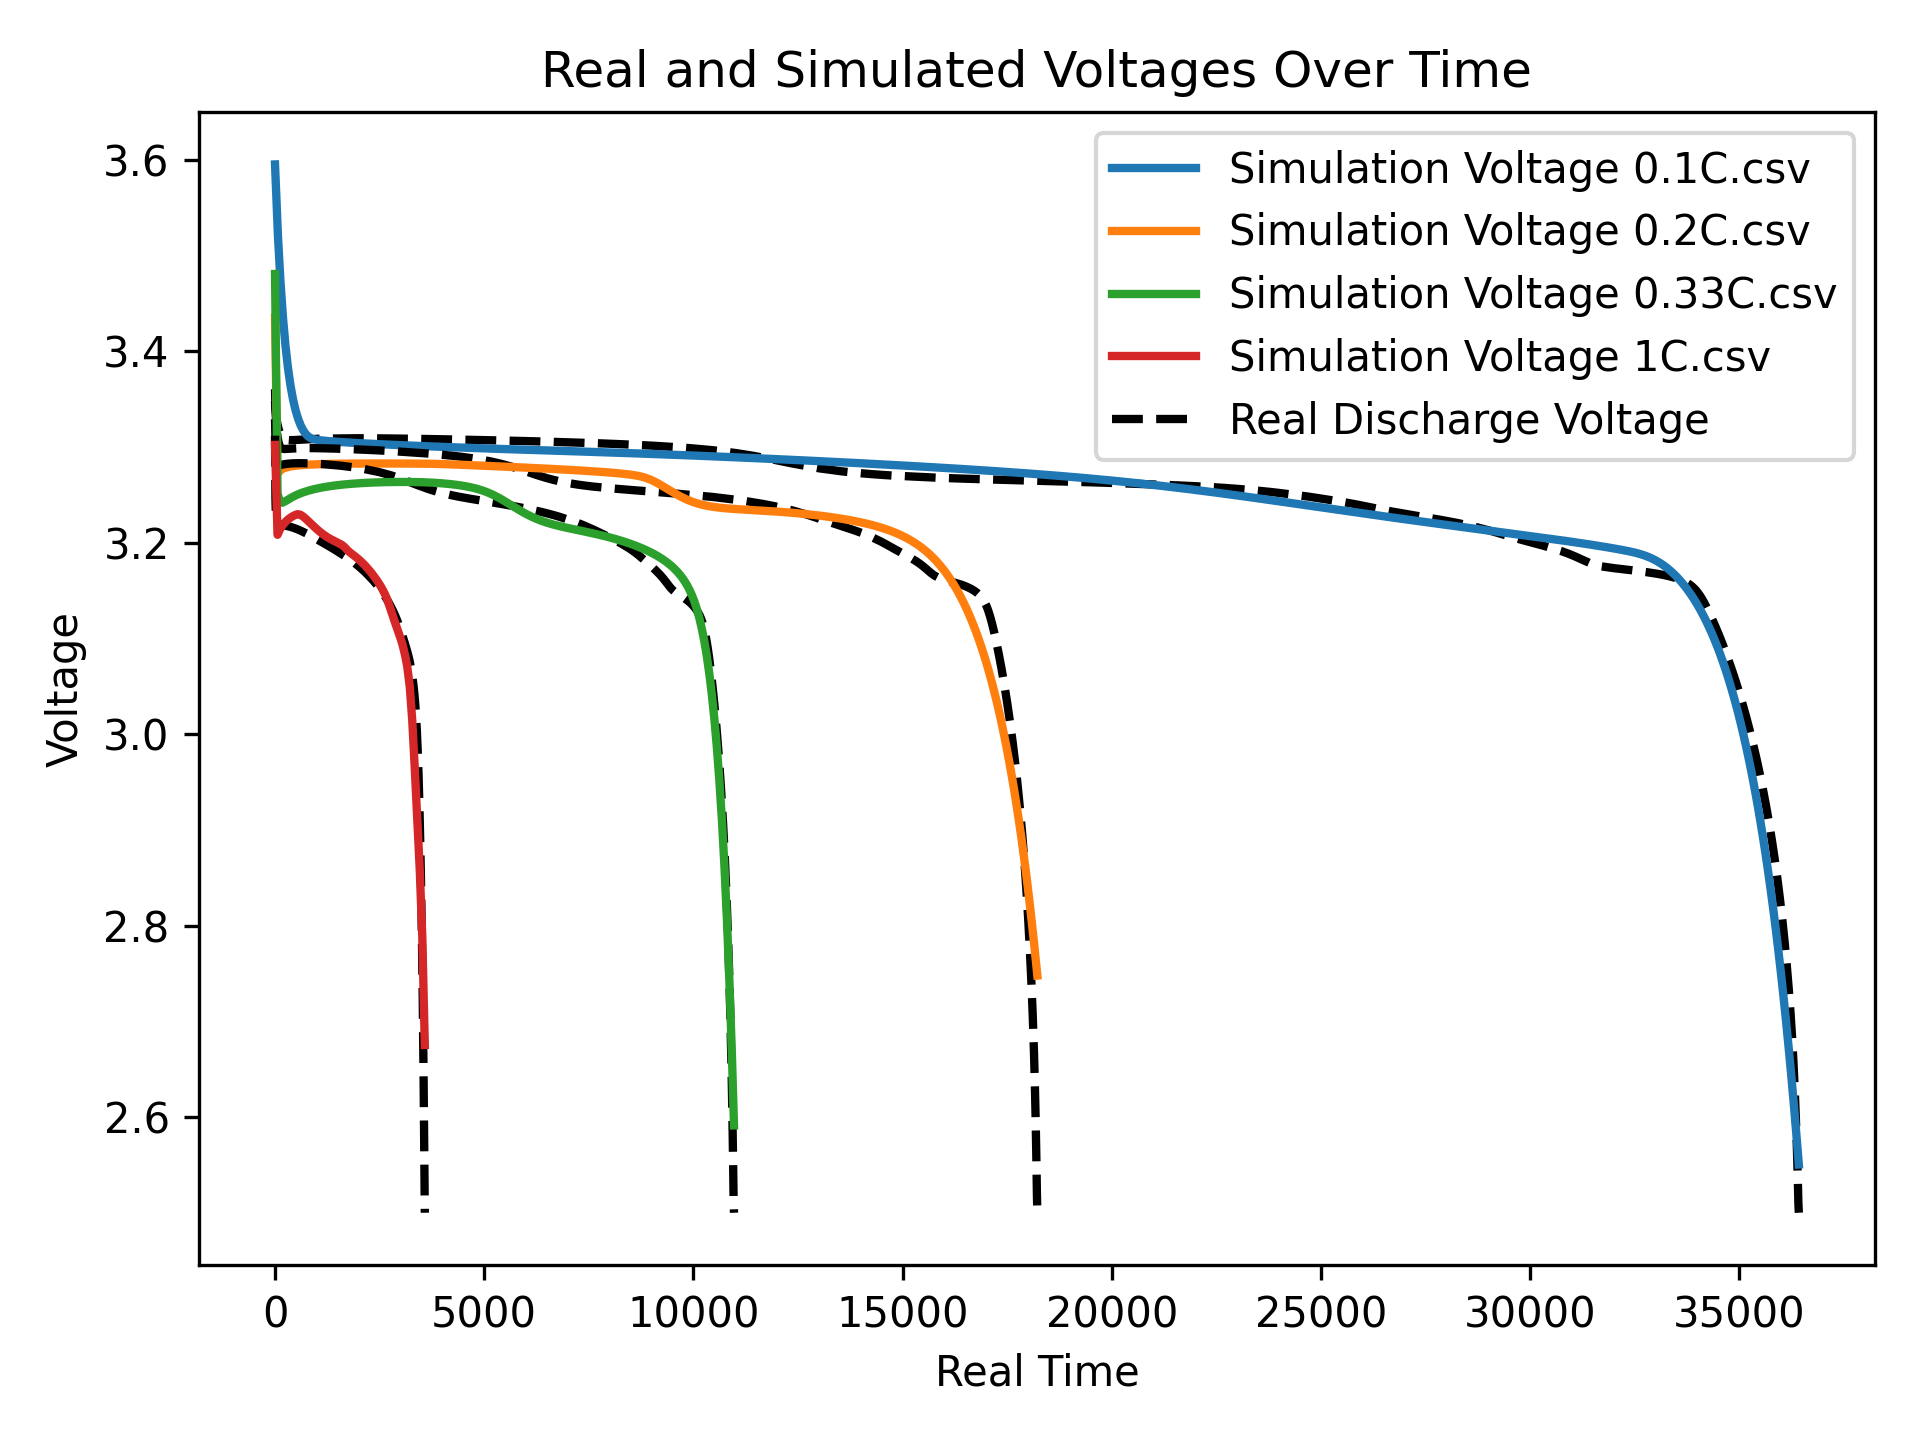 Real and Simulated Voltages Over Time
Simulation Voltage 0.1C.csv
Simulation Voltage 0.2C.csv
Simulation Voltage 0.33C.csv
Simulation Voltage 1C.csv
Real Discharge Voltage
Voltage
3.6
3.4
3.2
3.0
2.8
2.6
0 5000 10000 15000 20000 25000 30000 35000
Real Time